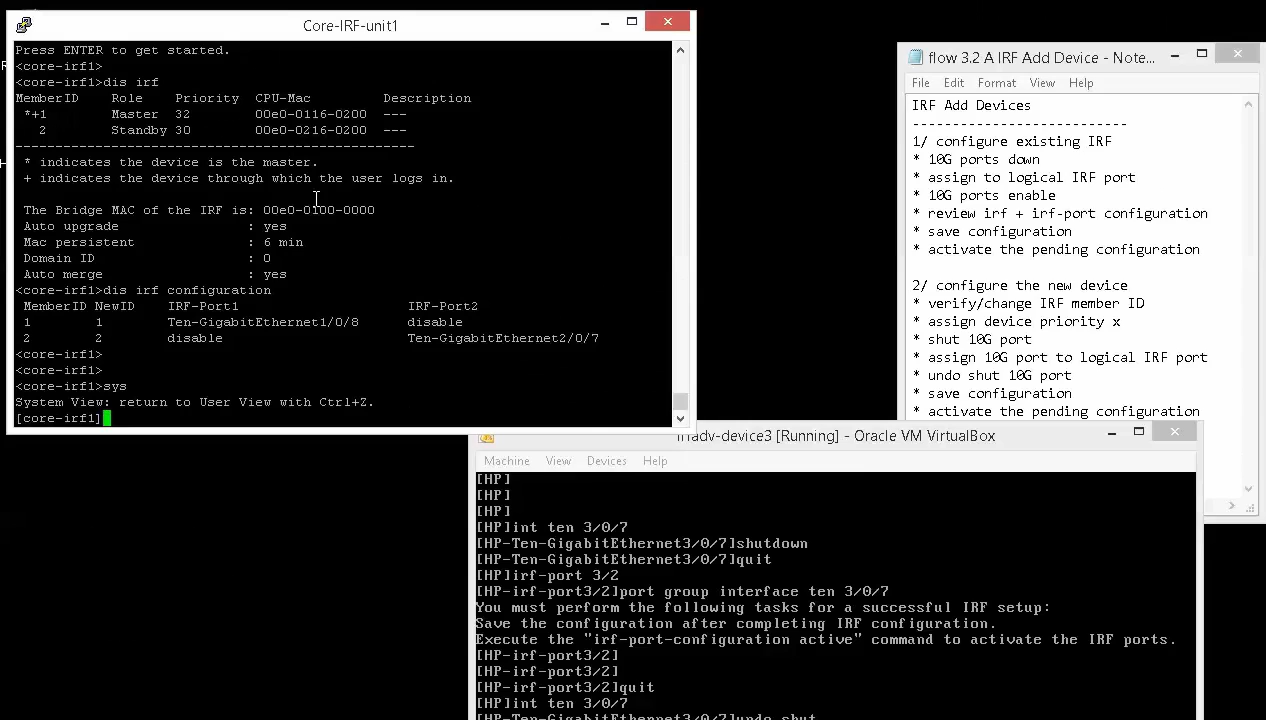 Core-IRF-unit1
Press ENTER to get started.
<core-irf1>
<core-irf1>dis irf
MemberID Role Priority CPU-Mac Description
*+1 Master 32 00e0-0116-0200 ---
2 Standby 30 00e0-0216-0200 ---
--------------------------------------------------
* indicates the device is the master.
+ indicates the device through which the user logs in.
The Bridge MAC of the IRF is: 00e0-0100-0000
Auto upgrade : yes
Mac persistent : 6 min
Domain ID : 0
Auto merge : yes
<core-irf1>dis irf configuration
MemberID NewID IRF-Port1 IRF-Port2
1 1 Ten-GigabitEthernet1/0/8 disable
2 2 disable Ten-GigabitEthernet2/0/7
<core-irf1>
<core-irf1>
<core-irf1>sys
System View: return to User View with Ctrl+Z.
[core-irf1]
flow 3.2 A IRF Add Device - Note...
File Edit Format View Help
IRF Add Devices
---------------------------
1/ configure existing IRF
* 10G ports down
* assign to logical IRF port
* 10G ports enable
* review irf + irf-port configuration
* save configuration
* activate the pending configuration
2/ configure the new device
* verify/change IRF member ID
* assign device priority x
* shut 10G port
* assign 10G port to logical IRF port
* undo shut 10G port
* save configuration
* activate the pending configuration
[Running] - Oracle VM VirtualBox
Machine View Devices Help
[HP]
[HP]
[HP]
[HP]int ten 3/0/7
[HP-Ten-GigabitEthernet3/0/7]shutdown
[HP-Ten-GigabitEthernet3/0/7]quit
[HP]irf-port 3/2
[HP-irf-port3/2]port group interface ten 3/0/7
You must perform the following tasks for a successful IRF setup:
Save the configuration after completing IRF configuration.
Execute the "irf-port-configuration active" command to activate the IRF ports.
[HP-irf-port3/2]
[HP-irf-port3/2]
[HP-irf-port3/2]quit
[HP]int ten 3/0/7
[HP-Ten-GigabitEthernet3/0/7]undo shut